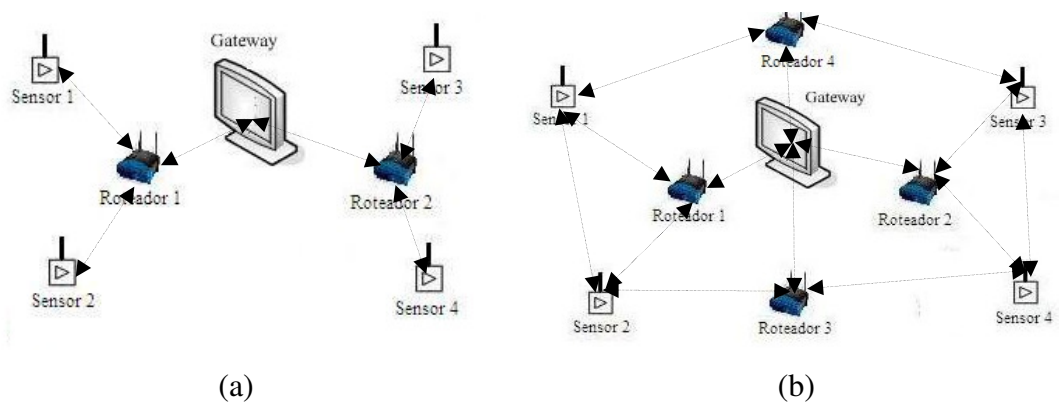 Gateway
Sensor 1
Sensor 3
Roteador 1
Roteador 2
Sensor 2
Sensor 4
(a)
Roteador 4
Gateway
Sensor 1
Sensor 3
Roteador 1
Roteador 2
Sensor 2
Roteador 3
Sensor 4
(b)